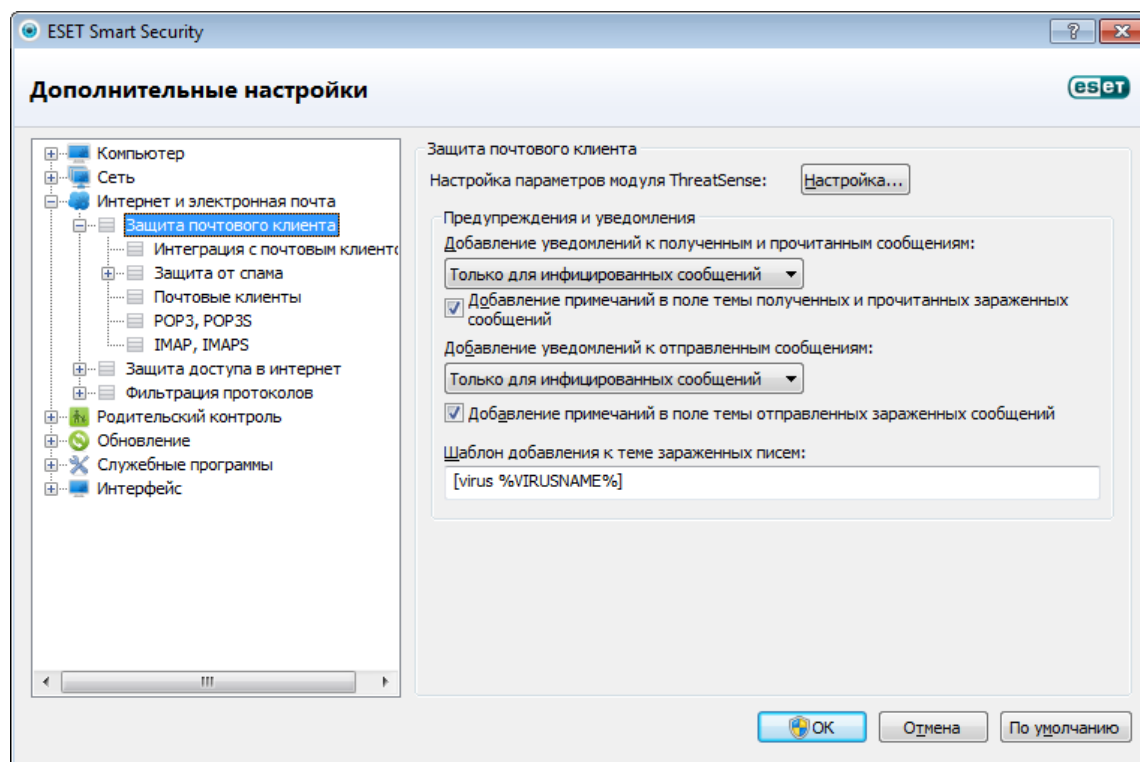 ESET Smart Security
Дополнительные настройки
eset
Компьютер
Сеть
Интернет и электронная почта
Защита почтового клиента
Интеграция с почтовым клиенто
Защита от спама
Почтовые клиенты
POP3, POP3S
IMAP, IMAPS
Защита доступа в интернет
Фильтрация протоколов
Родительский контроль
Обновление
Служебные программы
Интерфейс
Защита почтового клиента
Настройка параметров модуля ThreatSense:
Настройка...
Предупреждения и уведомления
Добавление уведомлений к полученным и прочитанным сообщениям:
Только для инфицированных сообщений
Добавление примечаний в поле темы полученных и прочитанных зараженных
сообщений
Добавление уведомлений к отправленным сообщениям:
Только для инфицированных сообщений
Добавление примечаний в поле темы отправленных зараженных сообщений
Шаблон добавления к теме зараженных писем:
[virus %VIRUSNAME%]
OK
Отмена
По умолчанию